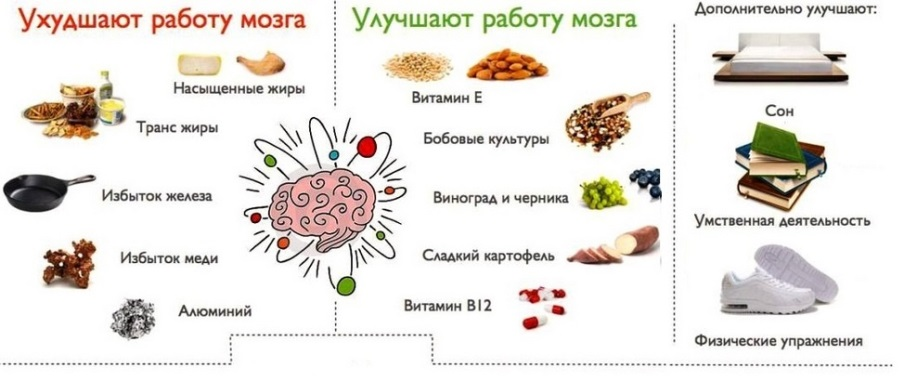 Ухудшают работу мозга
Насыщенные жиры
Транс жиры
Избыток железа
Избыток меди
Алюминий
Улучшают работу мозга
Витамин Е
Бобовые культуры
Виноград и черника
Сладкий картофель
Витамин В12
Дополнительно улучшают:
Сон
Умственная деятельность
Физические упражнения